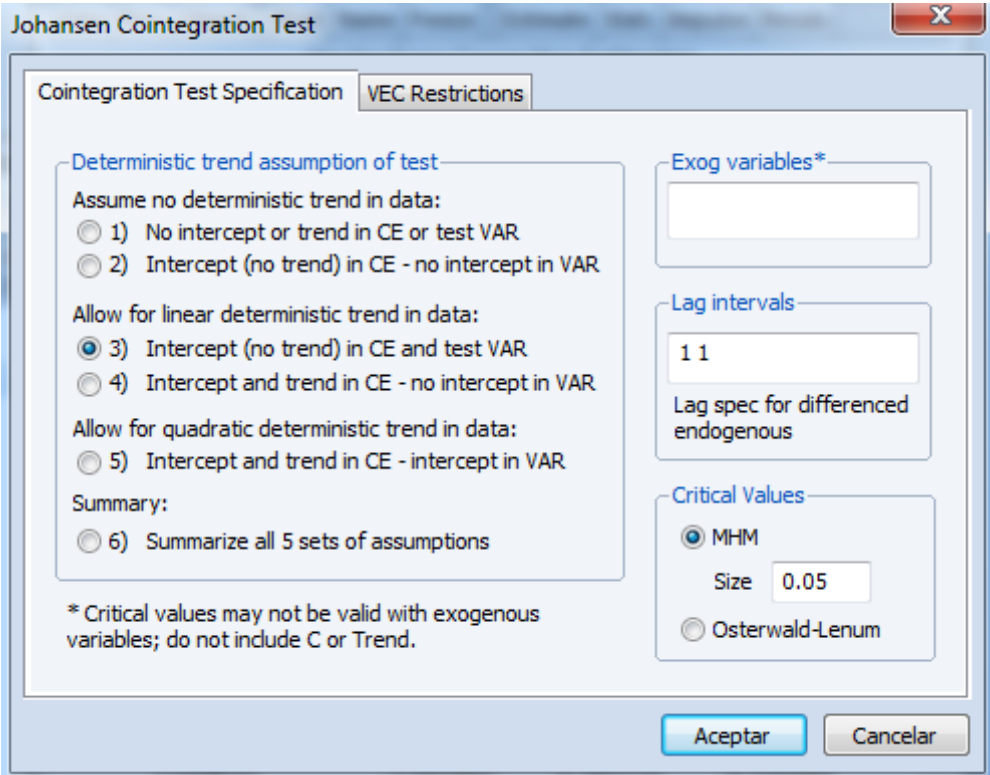 Johansen Cointegration Test
Cointegration Test Specification
VEC Restrictions
Deterministic trend assumption of test
Assume no deterministic trend in data:
1) No intercept or trend in CE or test VAR
2) Intercept (no trend) in CE - no intercept in VAR
Allow for linear deterministic trend in data:
3) Intercept (no trend) in CE and test VAR
4) Intercept and trend in CE - no intercept in VAR
Allow for quadratic deterministic trend in data:
5) Intercept and trend in CE - intercept in VAR
Summary:
6) Summarize all 5 sets of assumptions
* Critical values may not be valid with exogenous
variables; do not include C or Trend.
Exog variables*
Lag intervals
1 1
Lag spec for differenced
endogenous
Critical Values
MHM
Size 0.05
Osterwald-Lenum
Aceptar
Cancelar